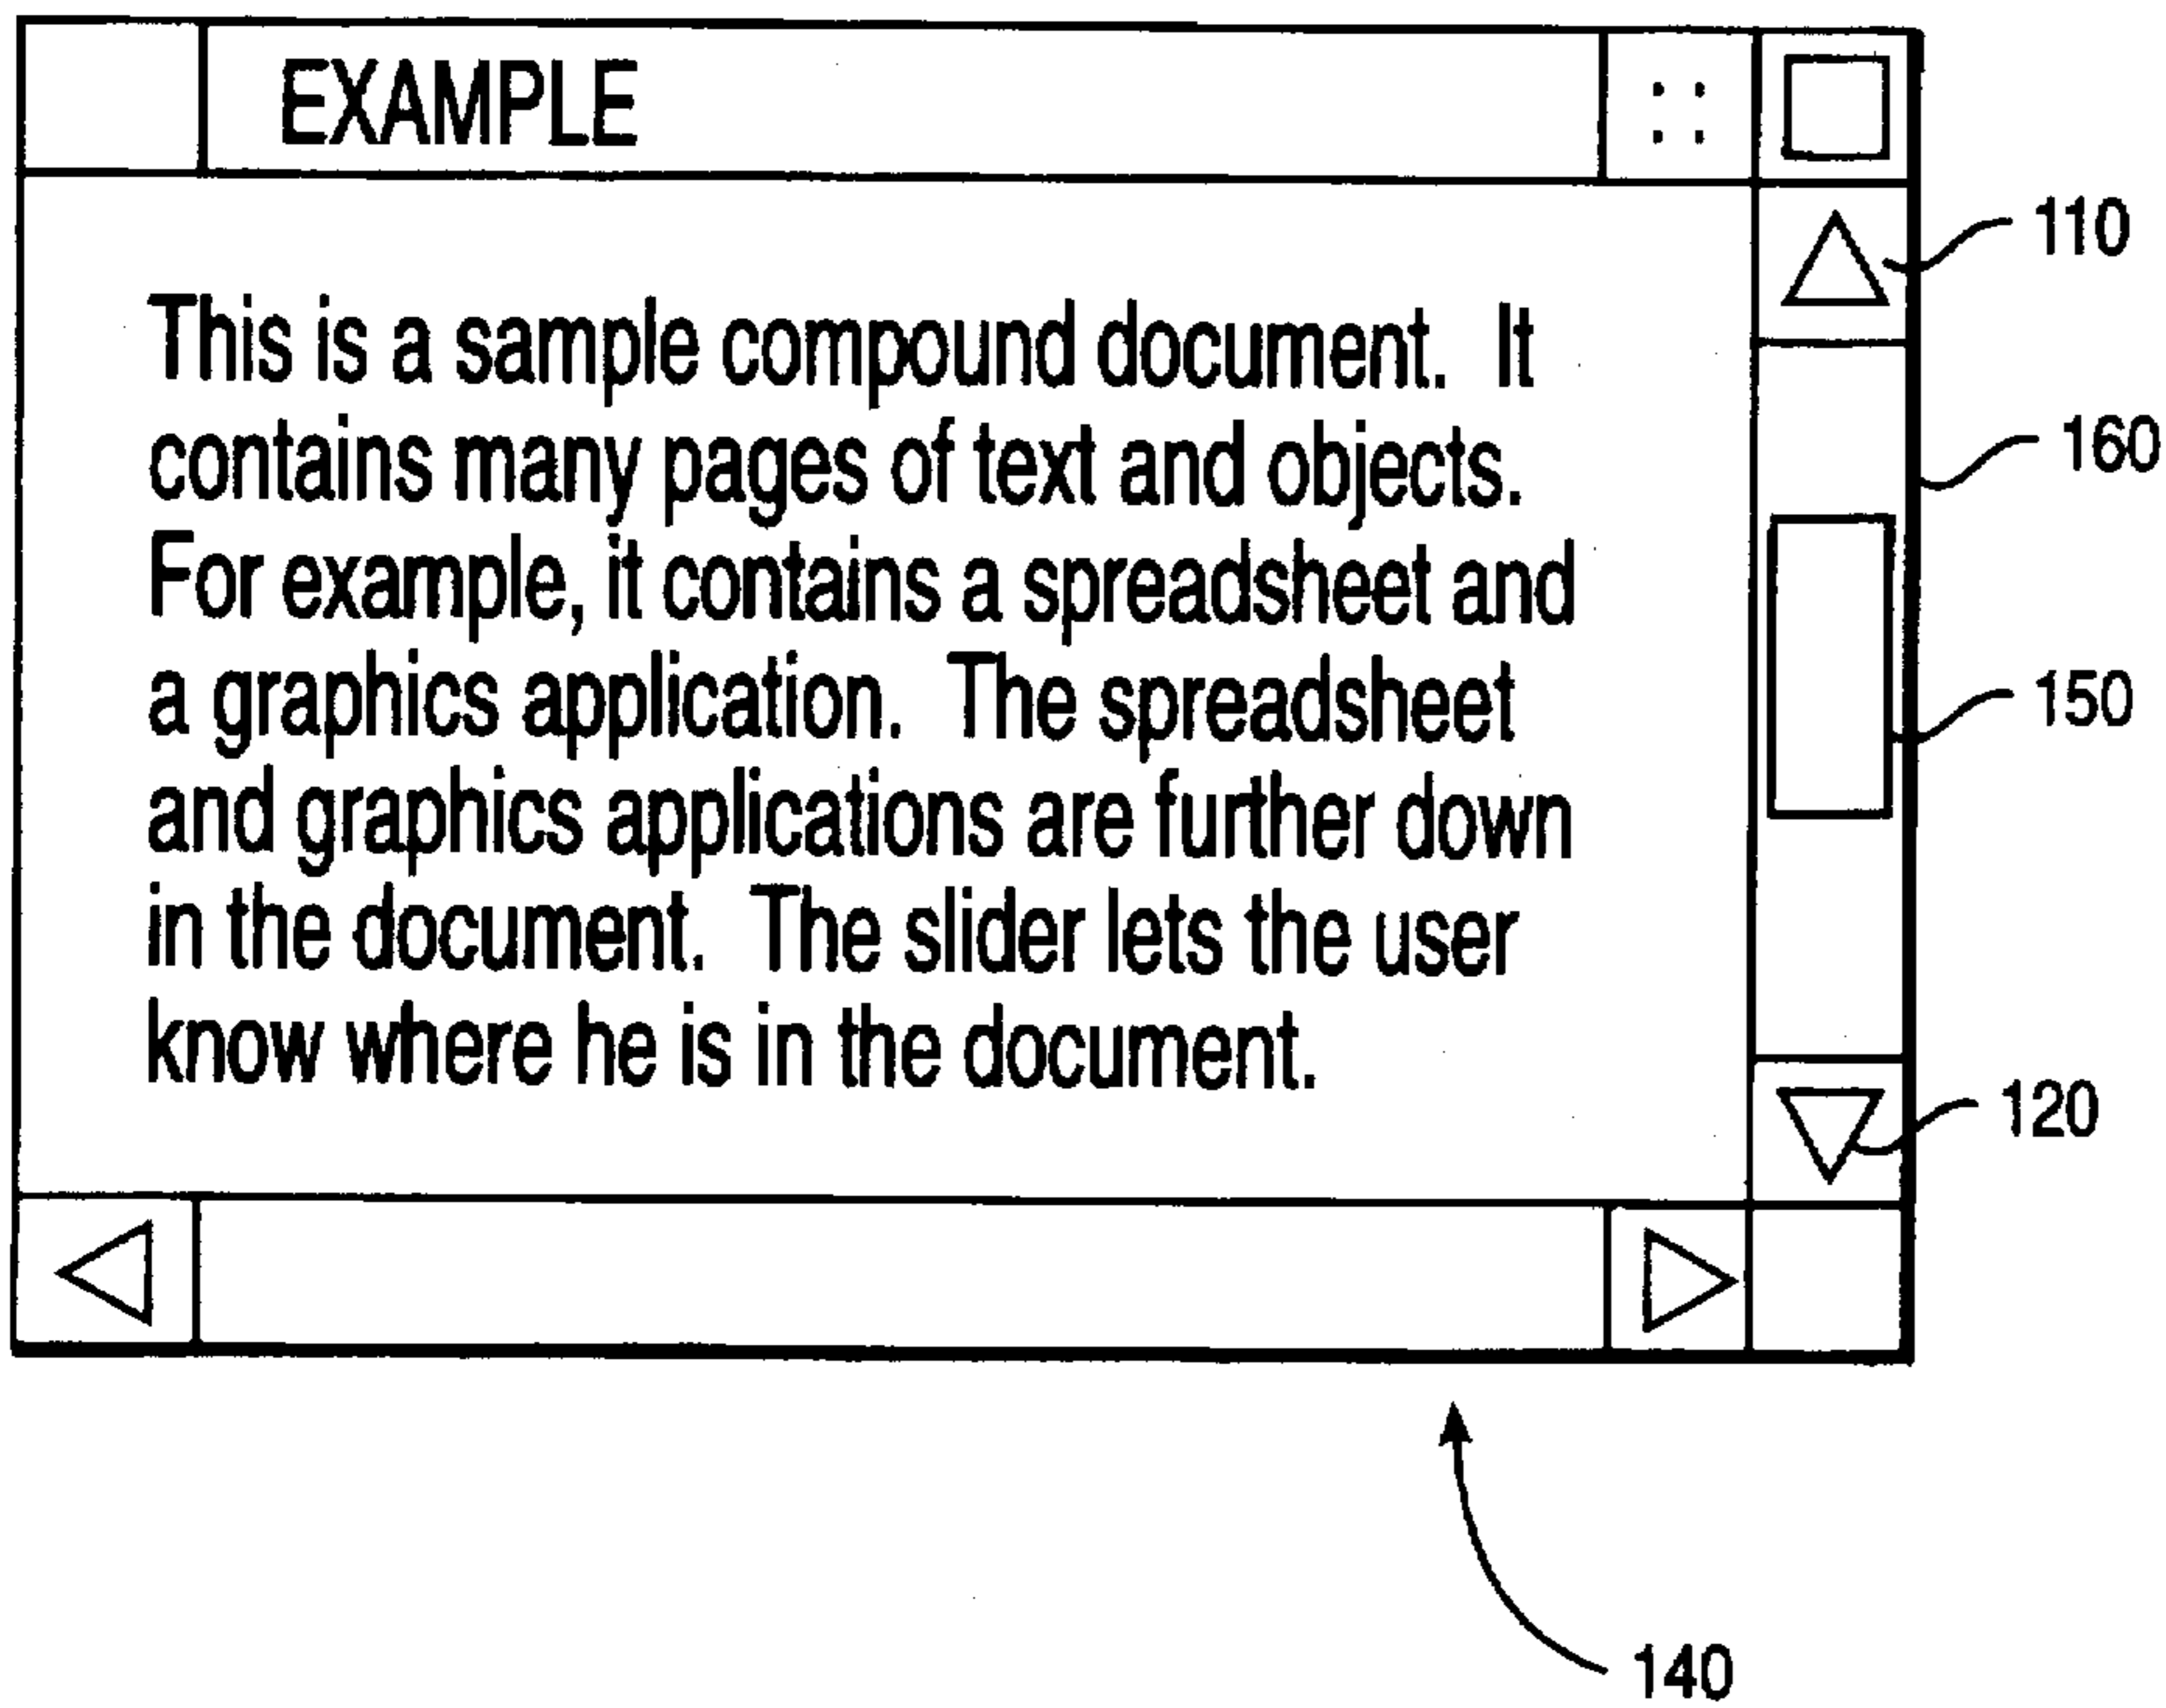 EXAMPLE
110
This is a sample compound document. It
160
contains many pages of text and objects.
For example, it contains a spreadsheet and
a graphics application. The spreadsheet
150
and graphics applications are further down
in the document. The slider lets the user
know where he is in the document.
120
140